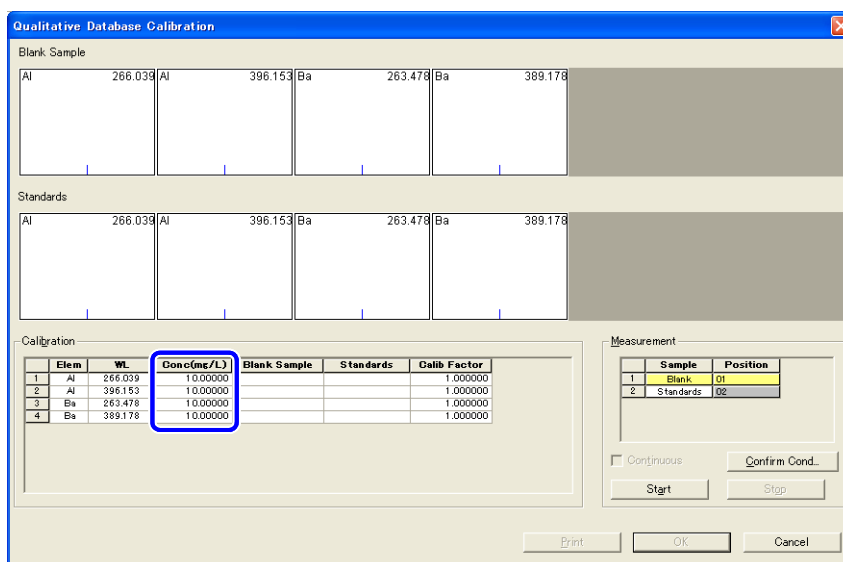 Qualitative Database Calibration
Blank Sample
Al 266.039 Al 396.153 Ba 263.478 Ba 389.178
Standards
Al 266.039 Al 396.153 Ba 263.478 Ba 389.178
Calibration
Elem WL Conc(mg/L) Blank Sample Standards Calib Factor
1 Al 266.039 10.00000 1.000000
2 Al 396.153 10.00000 1.000000
3 Ba 263.478 10.00000 1.000000
4 Ba 389.178 10.00000 1.000000
Measurement
Sample Position
1 Blank 01
2 Standards 02
Continuous Confirm Cond...
Start Stop
Print OK Cancel